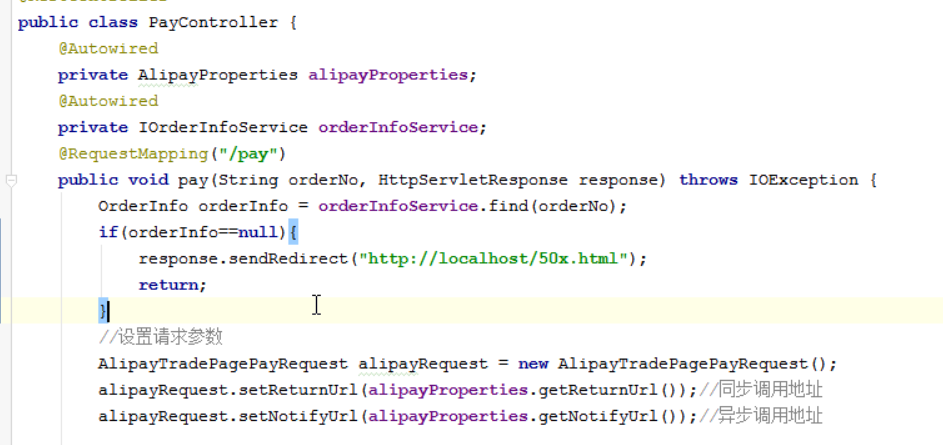 public class PayController {
@Autowired
private AlipayProperties alipayProperties;
@Autowired
private IOrderInfoService orderInfoService;
@RequestMapping("/pay")
public void pay(String orderNo, HttpServletResponse response) throws IOException {
OrderInfo orderInfo = orderInfoService.find(orderNo);
if(orderInfo==null){
response.sendRedirect("http://localhost/50x.html");
return;
}
//设置请求参数
AlipayTradePagePayRequest alipayRequest = new AlipayTradePagePayRequest();
alipayRequest.setReturnUrl(alipayProperties.getReturnUrl());//同步调用地址
alipayRequest.setNotifyUrl(alipayProperties.getNotifyUrl());//异步调用地址